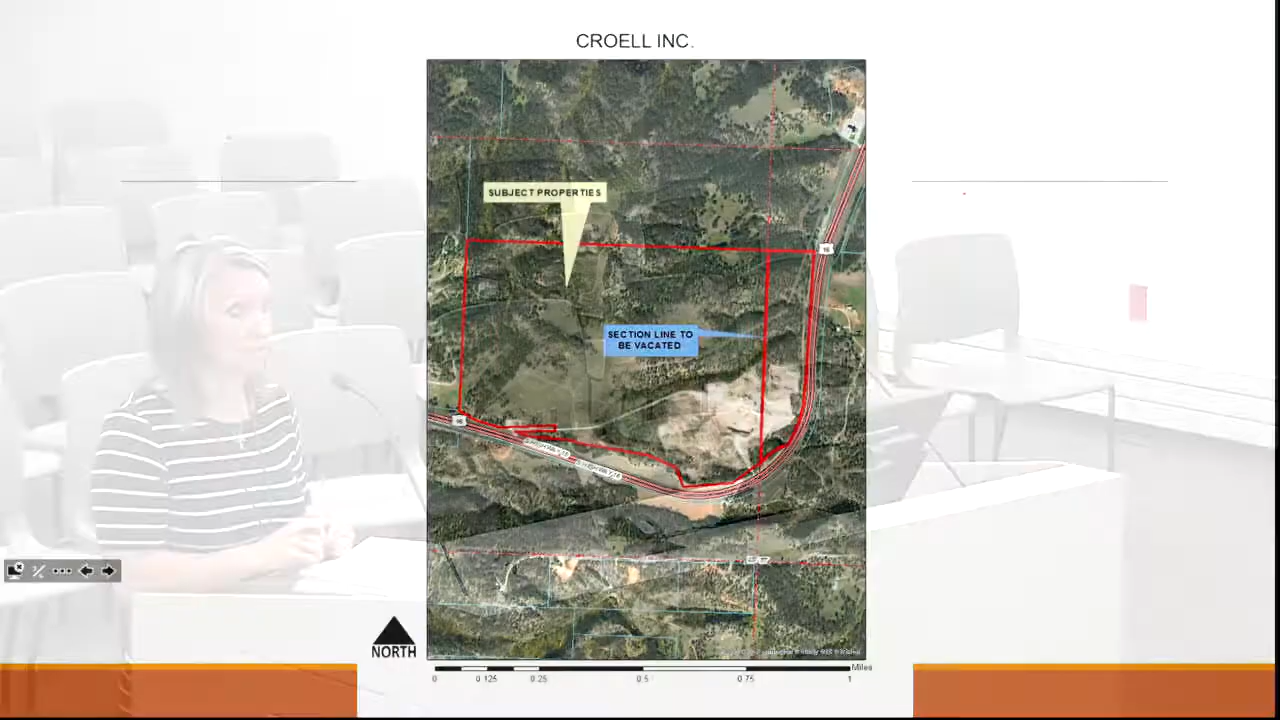 CROELL INC.
SUBJECT PROPERTIES
16
SECTION LINE TO
BE VACATED
16
NORTH
Miles
0 0.125 0.25 0.5 0.75 1